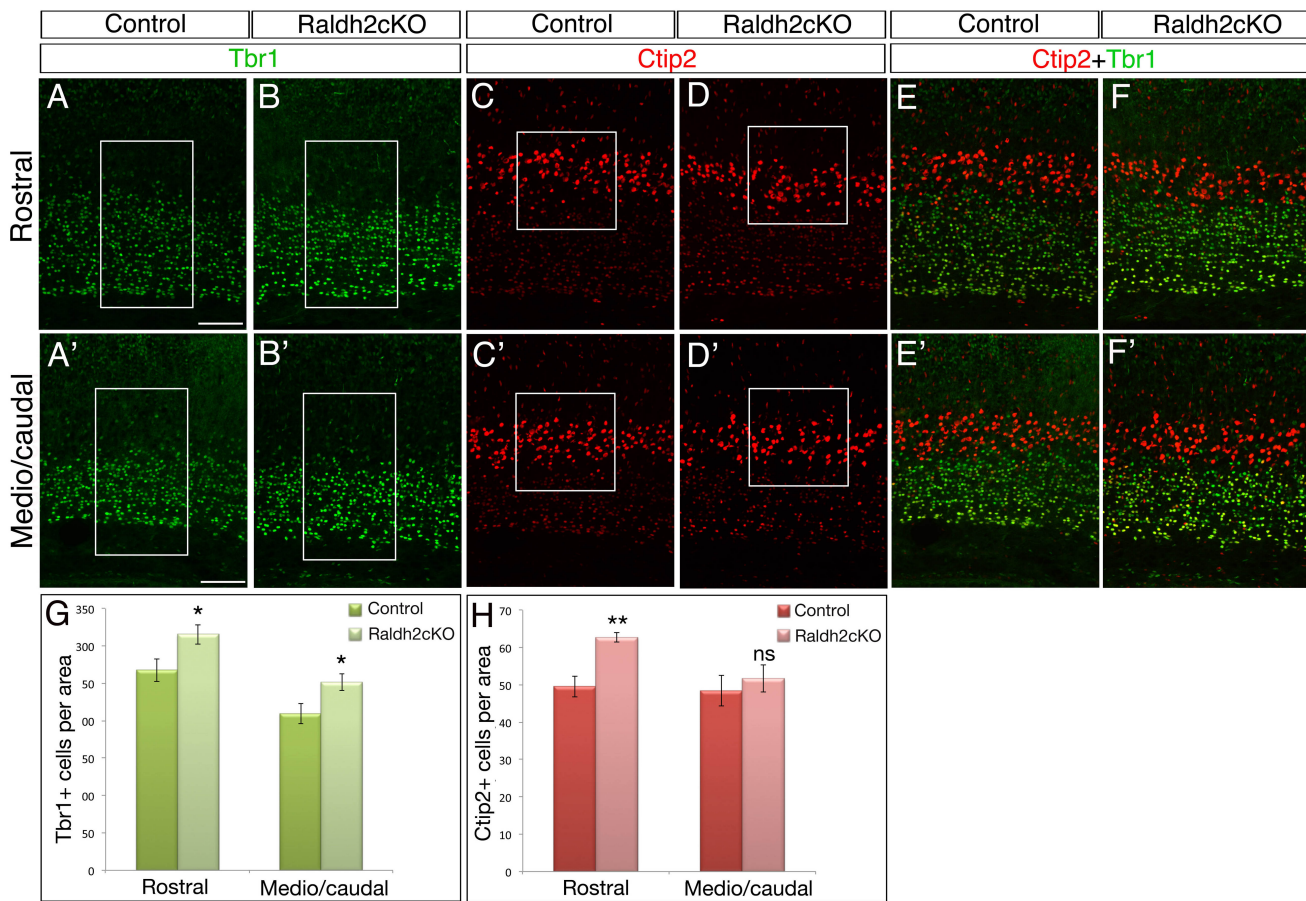 Control Raldh2cKO Control Raldh2cKO Control Raldh2cKO
Tbr1 Ctip2 Ctip2+Tbr1
Rostral
A B C D E F
Medio/caudal
A' B' C' D' E' F'
G
Tbr1+ cells per area
350
300
50
00
50
00
50
0
* *
Control
Raldh2cKO
Rostral Medio/caudal
H
Ctip2+ cells per area
70
60
50
40
30
20
10
0
** ns
Control
Raldh2cKO
Rostral Medio/caudal